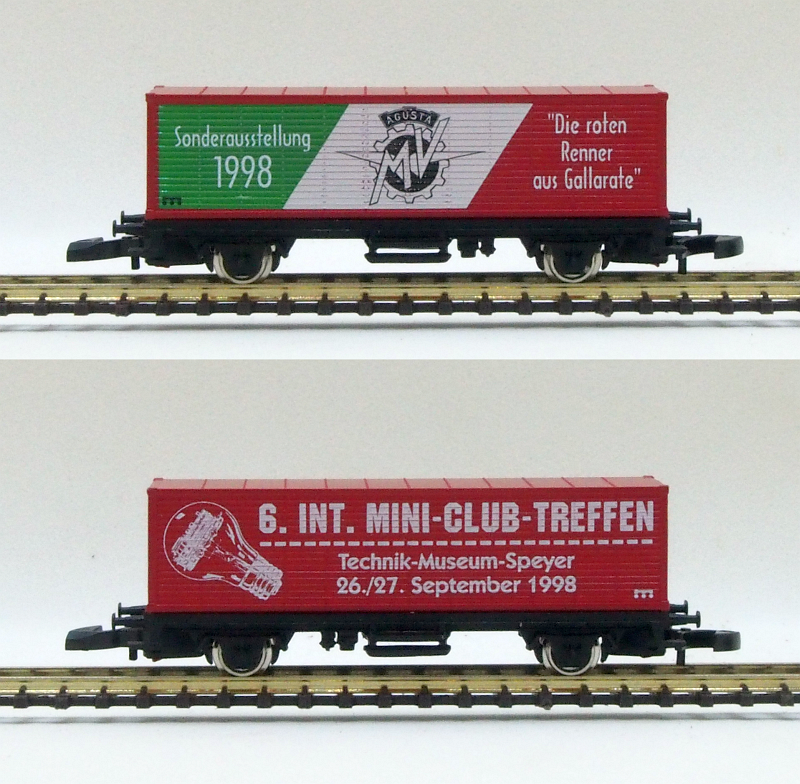 Sonderausstellung
1998
AGUSTA
MV
"Die roten
Renner
aus Gallarate"
6. INT. MINI-CLUB-TREFFEN
Technik-Museum-Speyer
26./27. September 1998